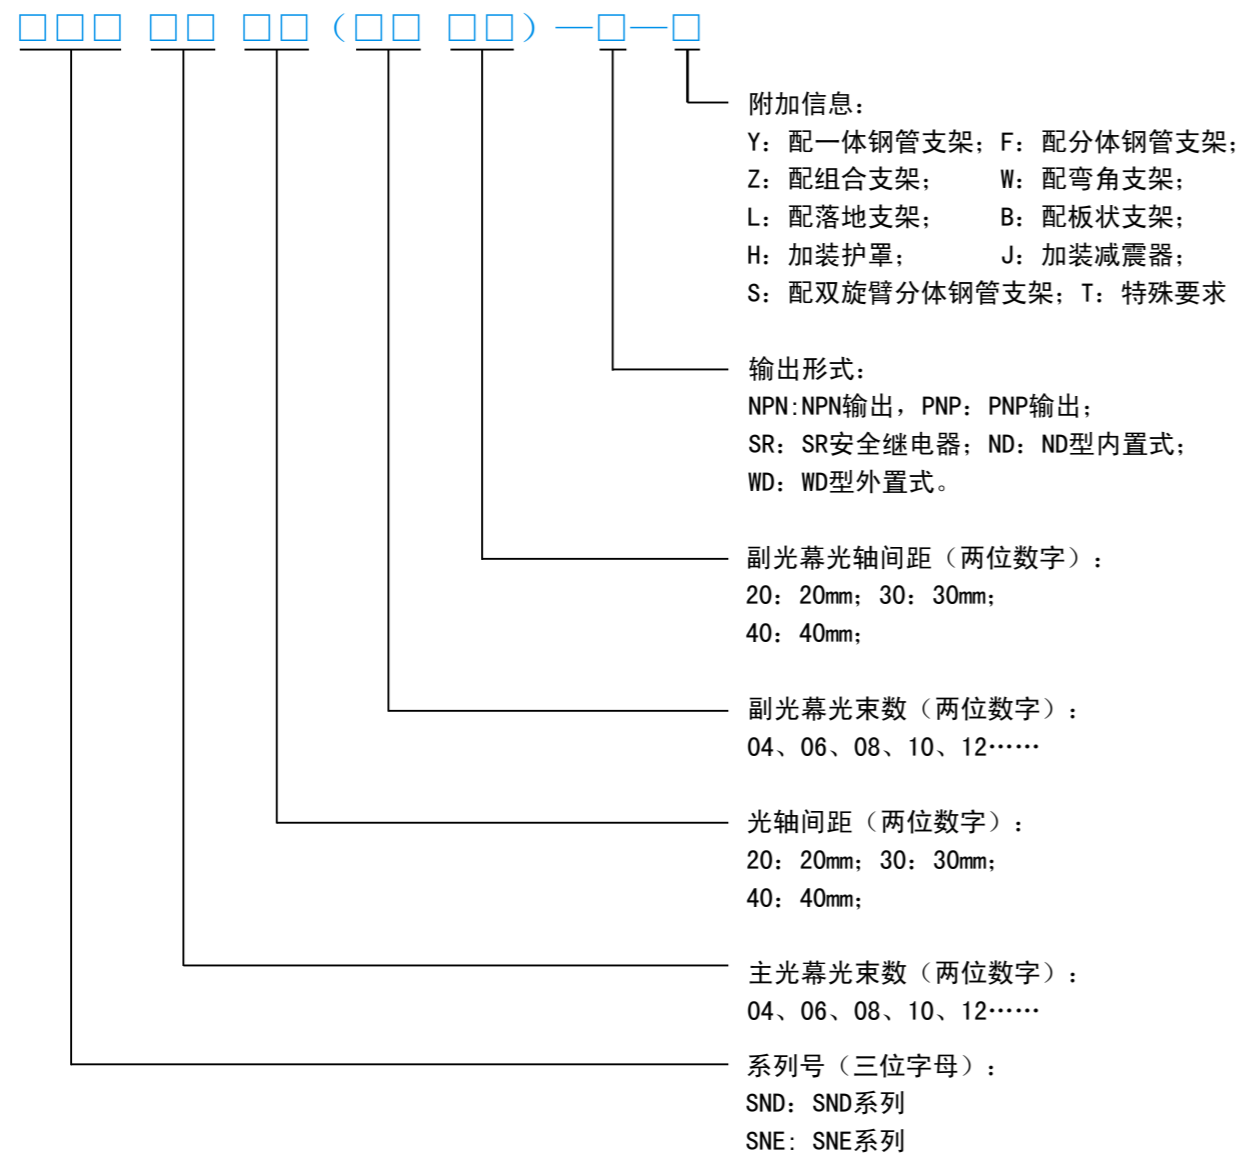 □□□ □□ □□（□□ □□）—□—□
附加信息：
Y：配一体钢管支架；F：配分体钢管支架；
Z：配组合支架； W：配弯角支架；
L：配落地支架； B：配板状支架；
H：加装护罩； J：加装减震器；
S：配双旋臂分体钢管支架；T：特殊要求
输出形式：
NPN:NPN输出，PNP：PNP输出；
SR：SR安全继电器；ND：ND型内置式；
WD：WD型外置式。
副光幕光轴间距（两位数字）：
20：20mm；30：30mm；
40：40mm；
副光幕光束数（两位数字）：
04、06、08、10、12……
光轴间距（两位数字）：
20：20mm；30：30mm；
40：40mm；
主光幕光束数（两位数字）：
04、06、08、10、12……
系列号（三位字母）：
SND：SND系列
SNE：SNE系列